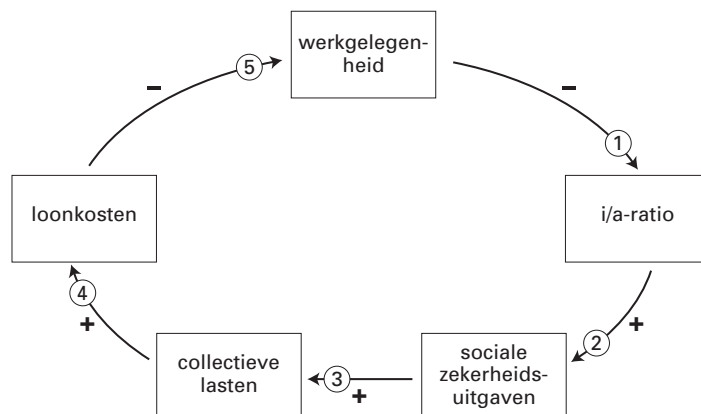 werkgelegen-
heid
5
–
–
1
loonkosten
i/a-ratio
4
+
2
+
collectieve
lasten
3
+
sociale
zekerheids-
uitgaven